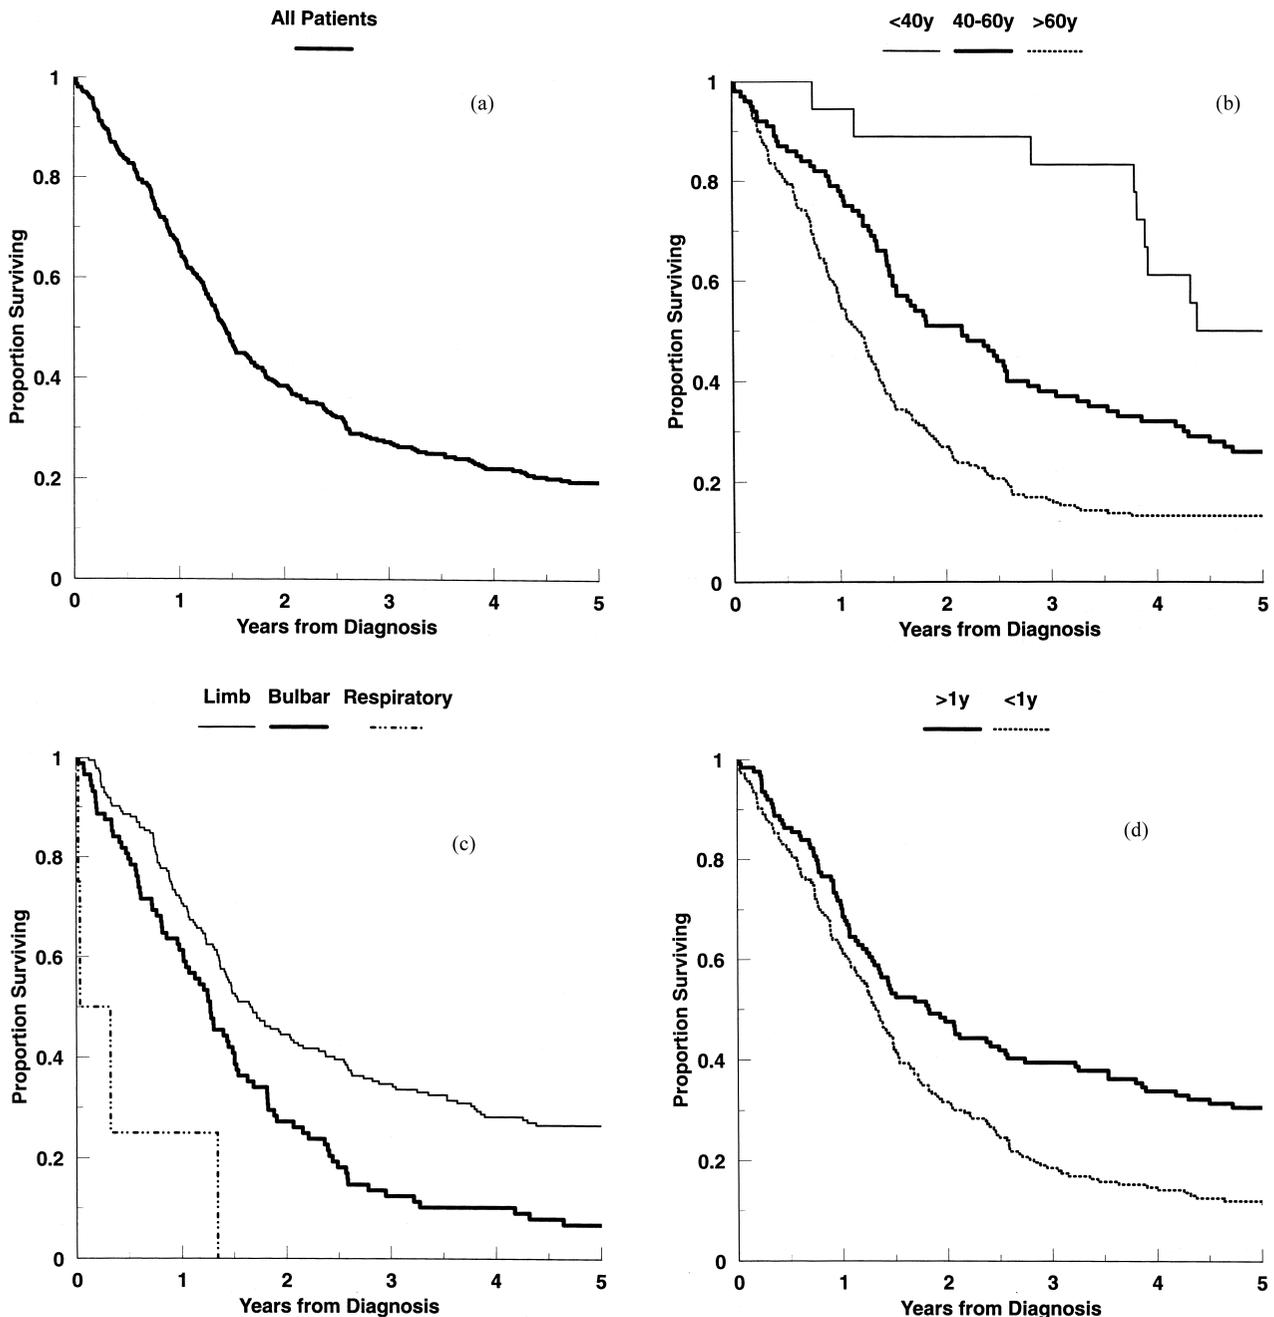 All Patients
(a)
1
0.8
0.6
0.4
0.2
0
Proportion Surviving
0 1 2 3 4 5
Years from Diagnosis
<40y 40-60y >60y
(b)
1
0.8
0.6
0.4
0.2
0
Proportion Surviving
0 1 2 3 4 5
Years from Diagnosis
Limb Bulbar Respiratory
(c)
1
0.8
0.6
0.4
0.2
0
Proportion Surviving
0 1 2 3 4 5
Years from Diagnosis
>1y <1y
(d)
1
0.8
0.6
0.4
0.2
0
Proportion Surviving
0 1 2 3 4 5
Years from Diagnosis